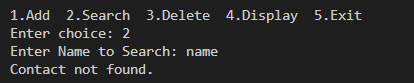 1.Add  2.Search  3.Delete  4.Display  5.Exit
Enter choice: 2
Enter Name to Search: name
Contact not found.